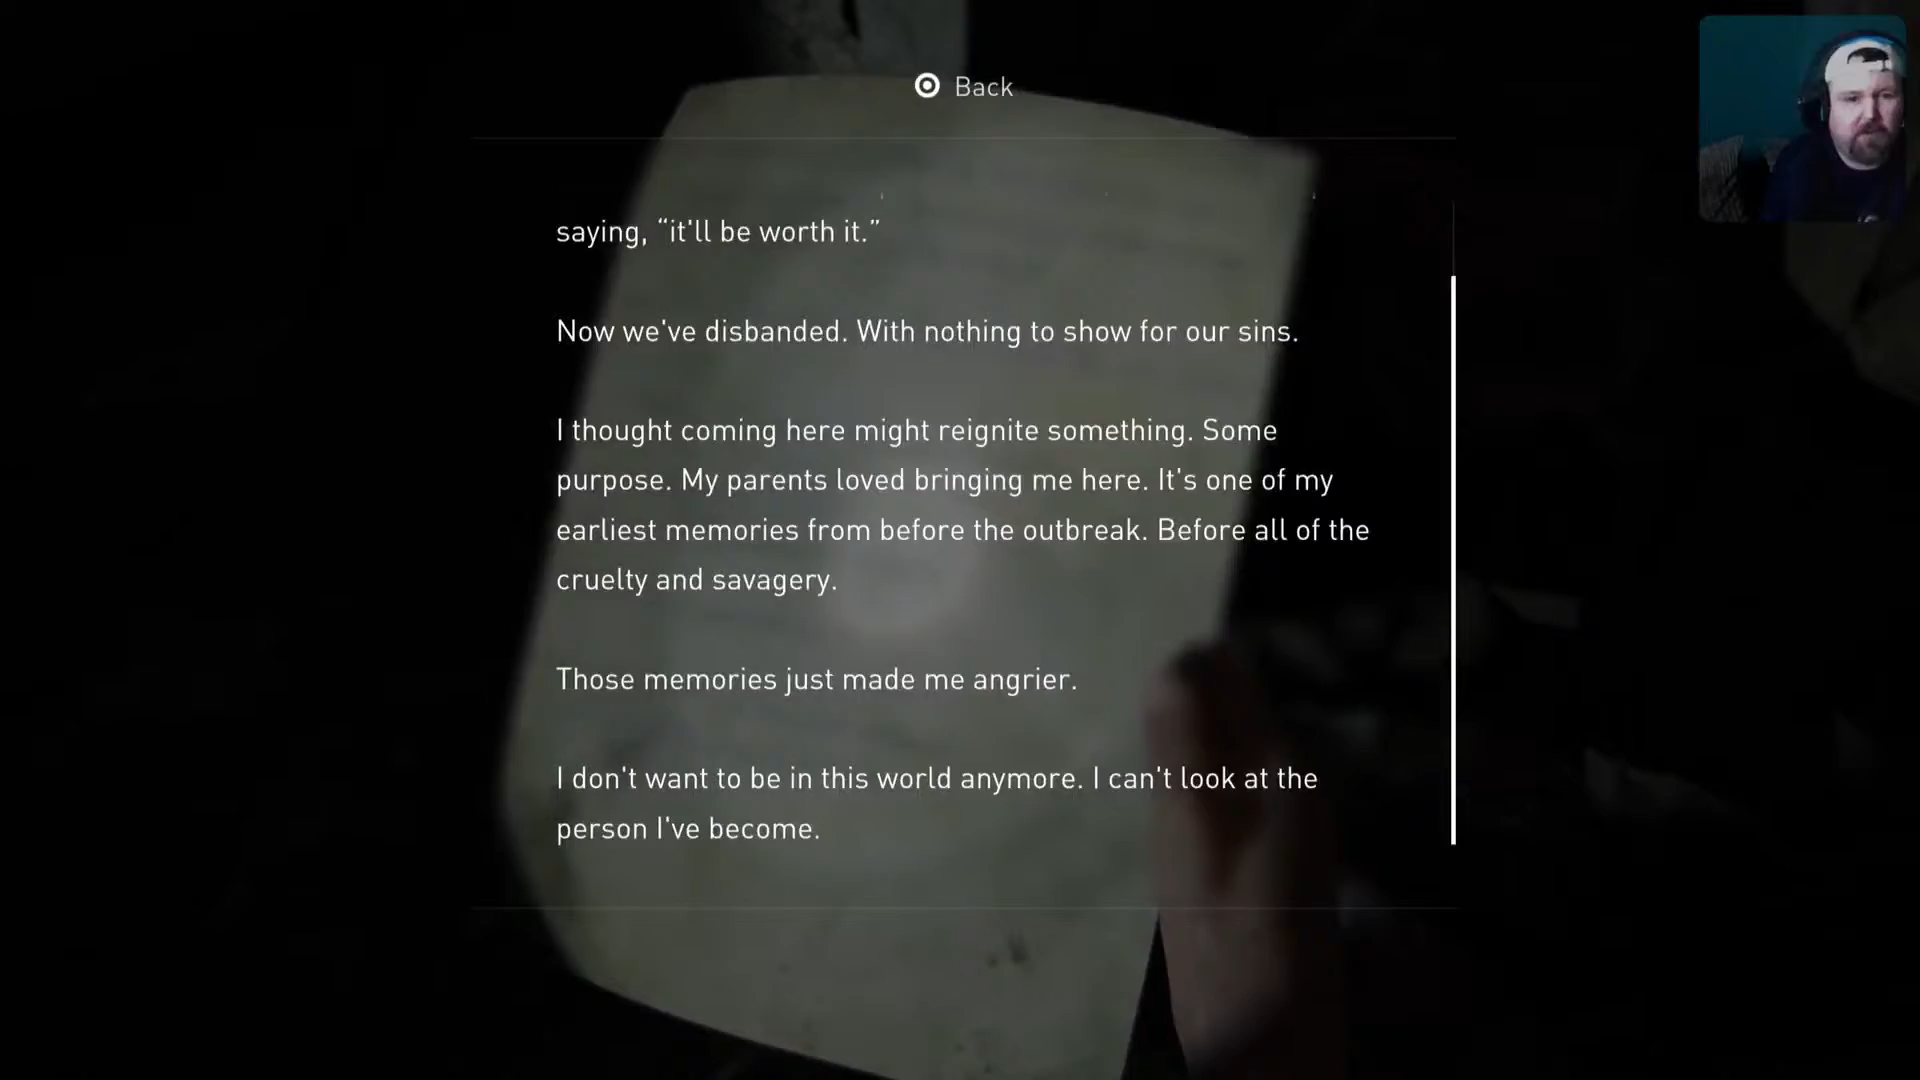 Back
saying, “it'll be worth it.”
Now we've disbanded. With nothing to show for our sins.
I thought coming here might reignite something. Some
purpose. My parents loved bringing me here. It's one of my
earliest memories from before the outbreak. Before all of the
cruelty and savagery.
Those memories just made me angrier.
I don't want to be in this world anymore. I can't look at the
person I've become.